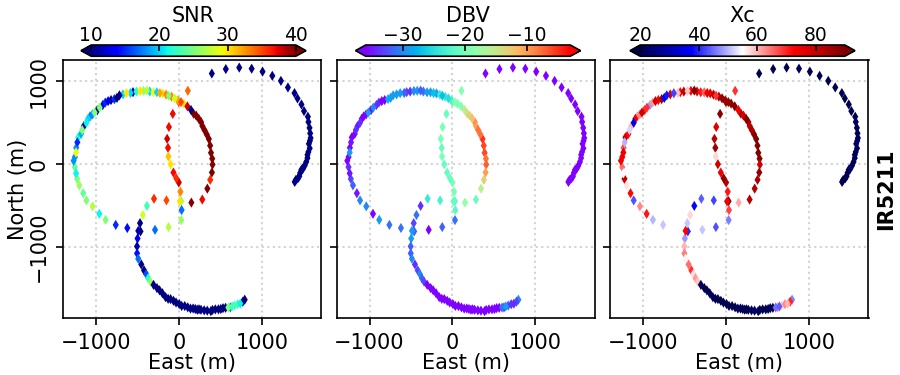 SNR DBV Xc
10 20 30 40 −30 −20 −10 20 40 60 80
1000
0
−1000
North (m)
IR5211
−1000 0 1000 −1000 0 1000 −1000 0 1000
East (m) East (m) East (m)